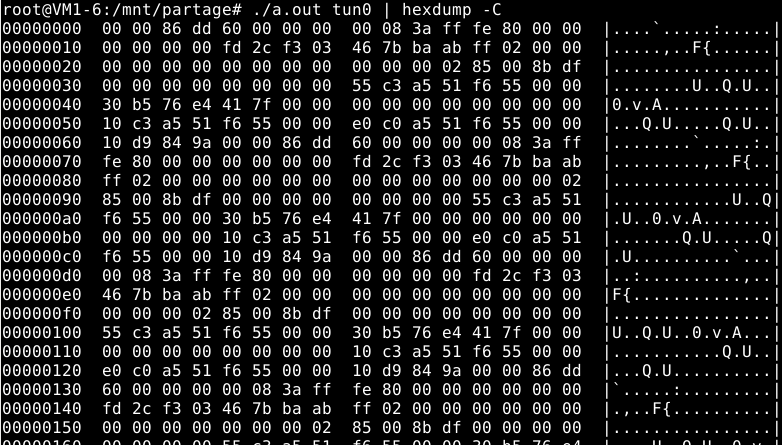 root@VM1-6:/mnt/partage# ./a.out tun0 | hexdump -C
00000000  00 00 86 dd 60 00 00 00  00 08 3a ff fe 80 00 00  |....`.....:.....|
00000010  00 00 00 00 fd 2c f3 03  46 7b ba ab ff 02 00 00  |.....,..F{......|
00000020  00 00 00 00 00 00 00 00  00 00 00 02 85 00 8b df  |................|
00000030  00 00 00 00 00 00 00 00  55 c3 a5 51 f6 55 00 00  |........U..Q.U..|
00000040  30 b5 76 e4 41 7f 00 00  00 00 00 00 00 00 00 00  |0.v.A...........|
00000050  10 c3 a5 51 f6 55 00 00  e0 c0 a5 51 f6 55 00 00  |...Q.U.....Q.U..|
00000060  10 d9 84 9a 00 00 86 dd  60 00 00 00 00 08 3a ff  |........`.....:.|
00000070  fe 80 00 00 00 00 00 00  fd 2c f3 03 46 7b ba ab  |.........,..F{..|
00000080  ff 02 00 00 00 00 00 00  00 00 00 00 00 00 00 02  |................|
00000090  85 00 8b df 00 00 00 00  00 00 00 00 55 c3 a5 51  |............U..Q|
000000a0  f6 55 00 00 30 b5 76 e4  41 7f 00 00 00 00 00 00  |.U..0.v.A.......|
000000b0  00 00 00 00 10 c3 a5 51  f6 55 00 00 e0 c0 a5 51  |.......Q.U.....Q|
000000c0  f6 55 00 00 10 d9 84 9a  00 00 86 dd 60 00 00 00  |.U..........`...|
000000d0  00 08 3a ff fe 80 00 00  00 00 00 00 fd 2c f3 03  |..:..........,..|
000000e0  46 7b ba ab ff 02 00 00  00 00 00 00 00 00 00 00  |F{..............|
000000f0  00 00 00 02 85 00 8b df  00 00 00 00 00 00 00 00  |................|
00000100  55 c3 a5 51 f6 55 00 00  30 b5 76 e4 41 7f 00 00  |U..Q.U..0.v.A...|
00000110  00 00 00 00 00 00 00 00  10 c3 a5 51 f6 55 00 00  |...........Q.U..|
00000120  e0 c0 a5 51 f6 55 00 00  10 d9 84 9a 00 00 86 dd  |...Q.U..........|
00000130  60 00 00 00 00 08 3a ff  fe 80 00 00 00 00 00 00  |`.....:.........|
00000140  fd 2c f3 03 46 7b ba ab  ff 02 00 00 00 00 00 00  |.,..F{..........|
00000150  00 00 00 00 00 00 00 02  85 00 8b df 00 00 00 00  |................|
00000160  00 00 00 00 55 c3 a5 51  f6 55 00 00 30 b5 76 e4